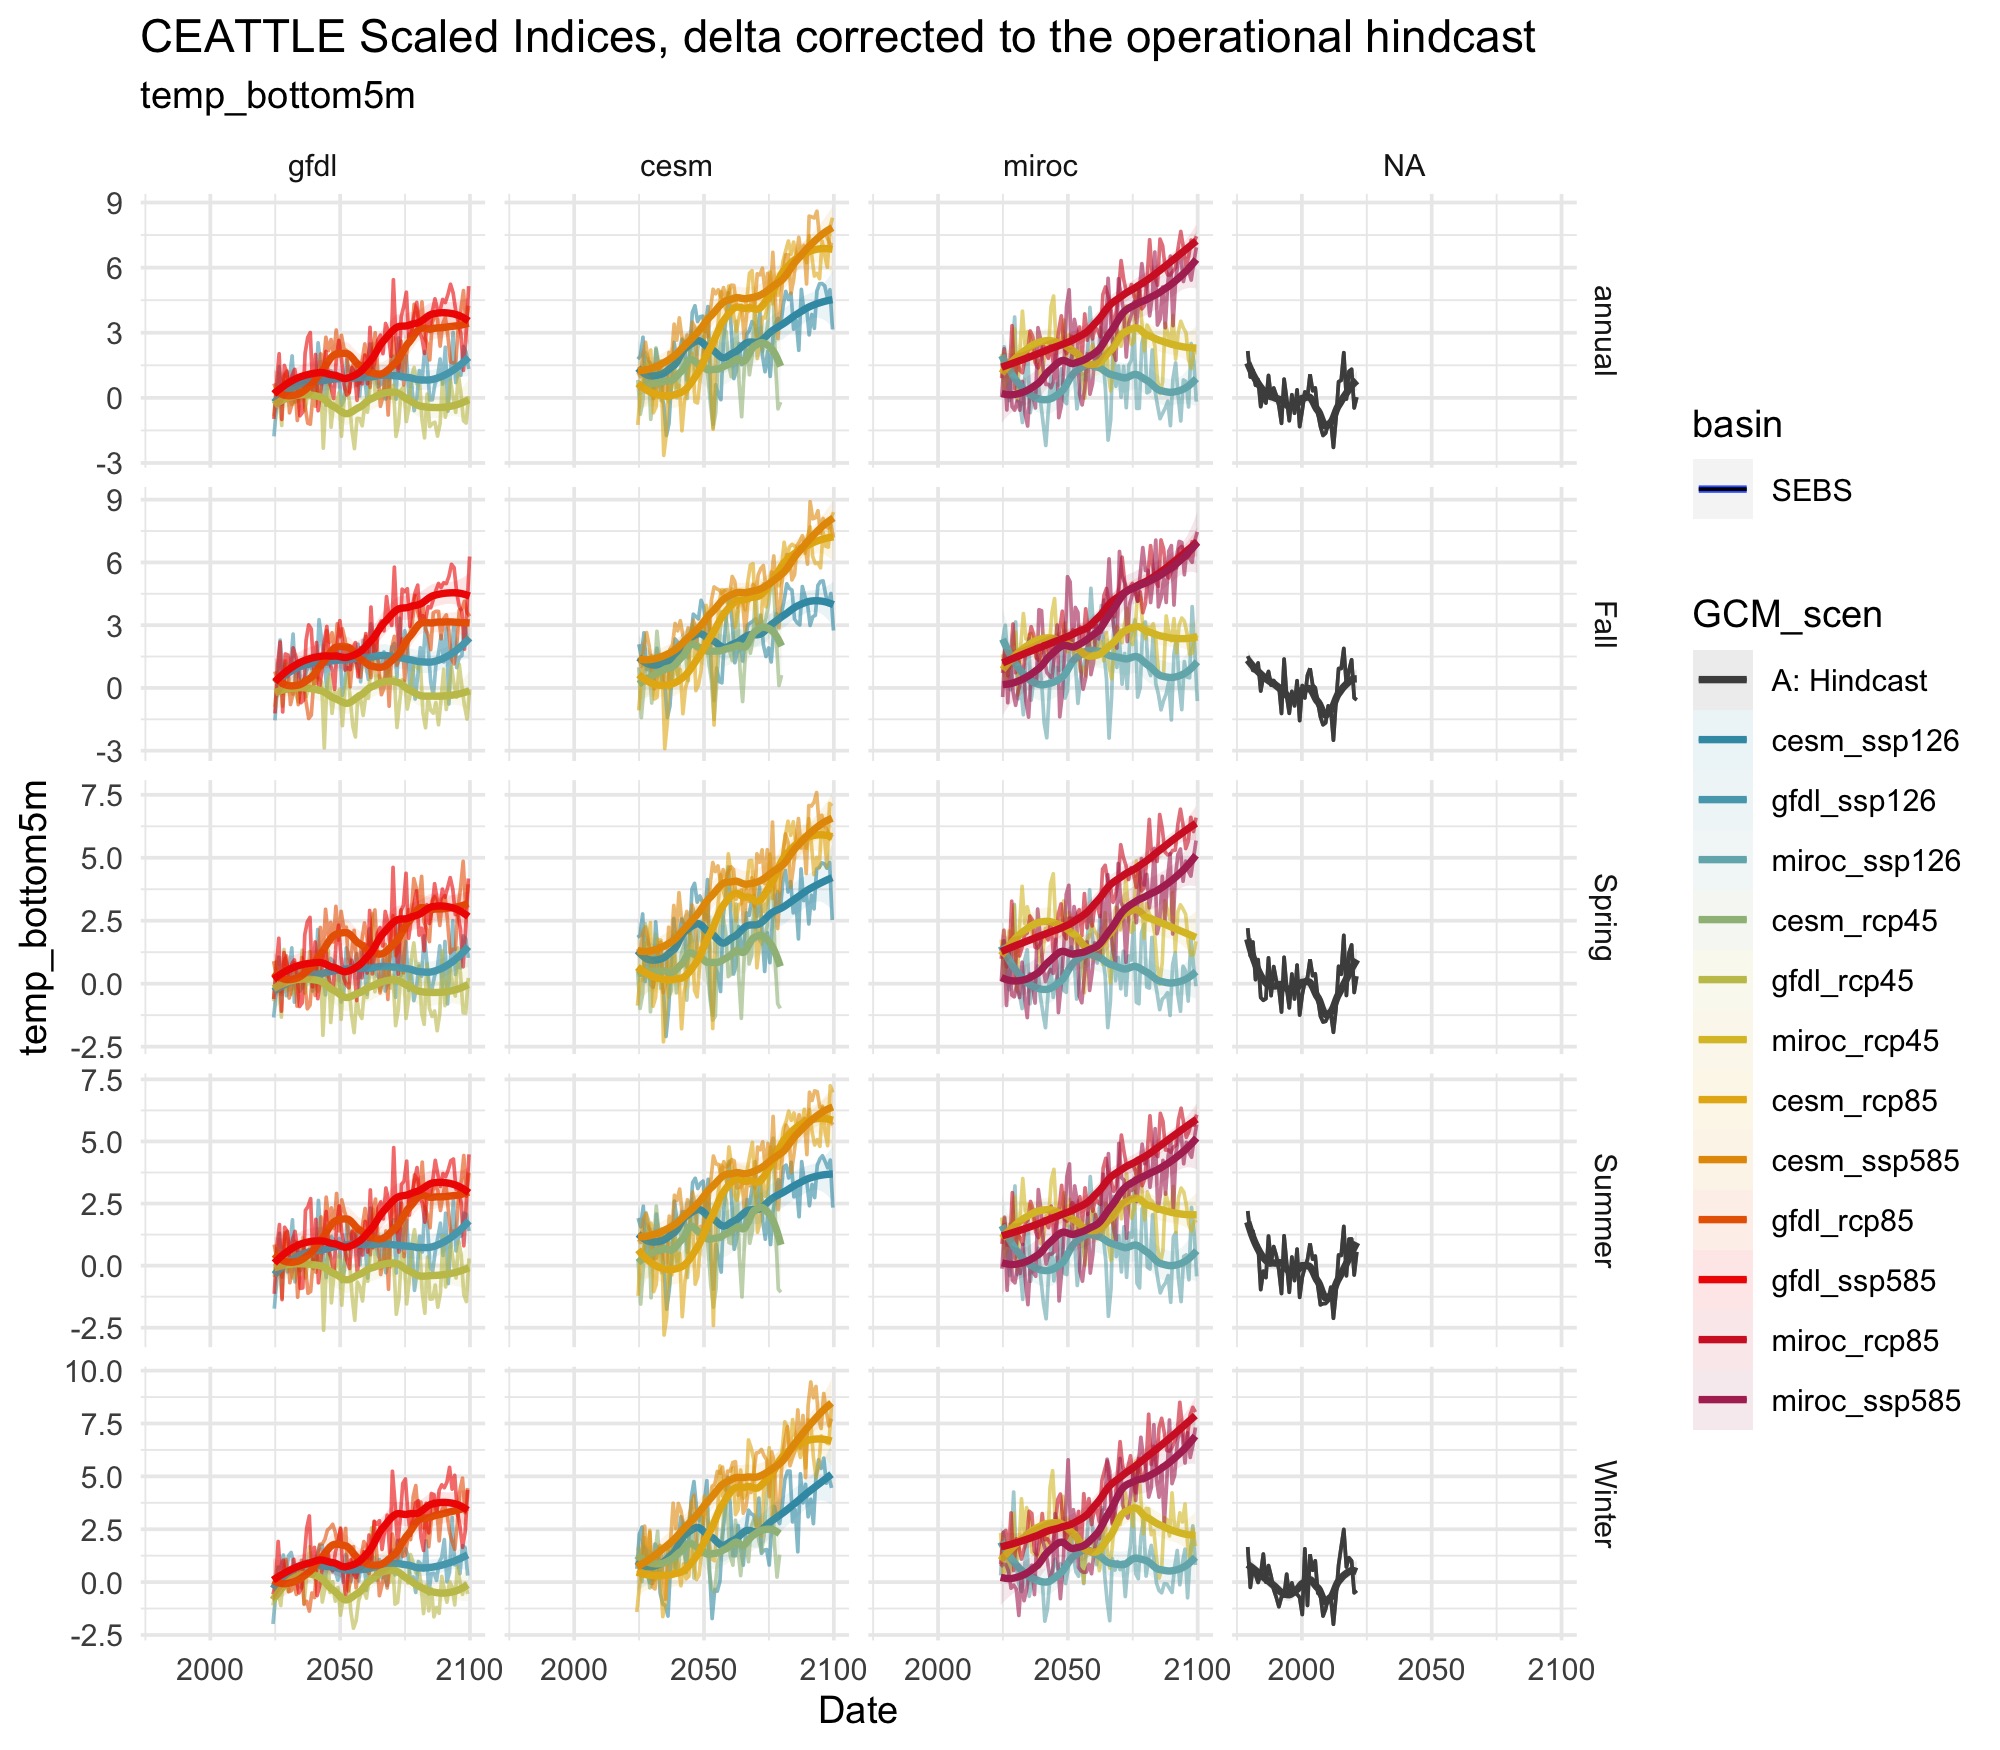 CEATTLE Scaled Indices, delta corrected to the operational hindcast
temp_bottom5m
gfdl cesm miroc NA
9
6
3
0
-3
annual
9
6
3
0
-3
Fall
7.5
5.0
2.5
0.0
-2.5
Spring
7.5
5.0
2.5
0.0
-2.5
Summer
10.0
7.5
5.0
2.5
0.0
-2.5
Winter
temp_bottom5m
2000 2050 2100 2000 2050 2100 2000 2050 2100 2000 2050 2100
Date
basin
SEBS
GCM_scen
A: Hindcast
cesm_ssp126
gfdl_ssp126
miroc_ssp126
cesm_rcp45
gfdl_rcp45
miroc_rcp45
cesm_rcp85
cesm_ssp585
gfdl_rcp85
gfdl_ssp585
miroc_rcp85
miroc_ssp585